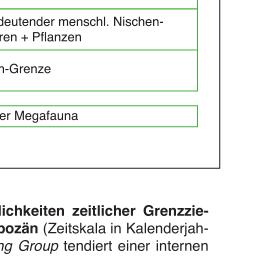 deutender menschl. Nischen-
ren + Pflanzen
n-Grenze
er Megafauna
lichkeiten zeitlicher Grenzzie-
pozän (Zeitskala in Kalenderjah-
ng Group tendiert einer internen